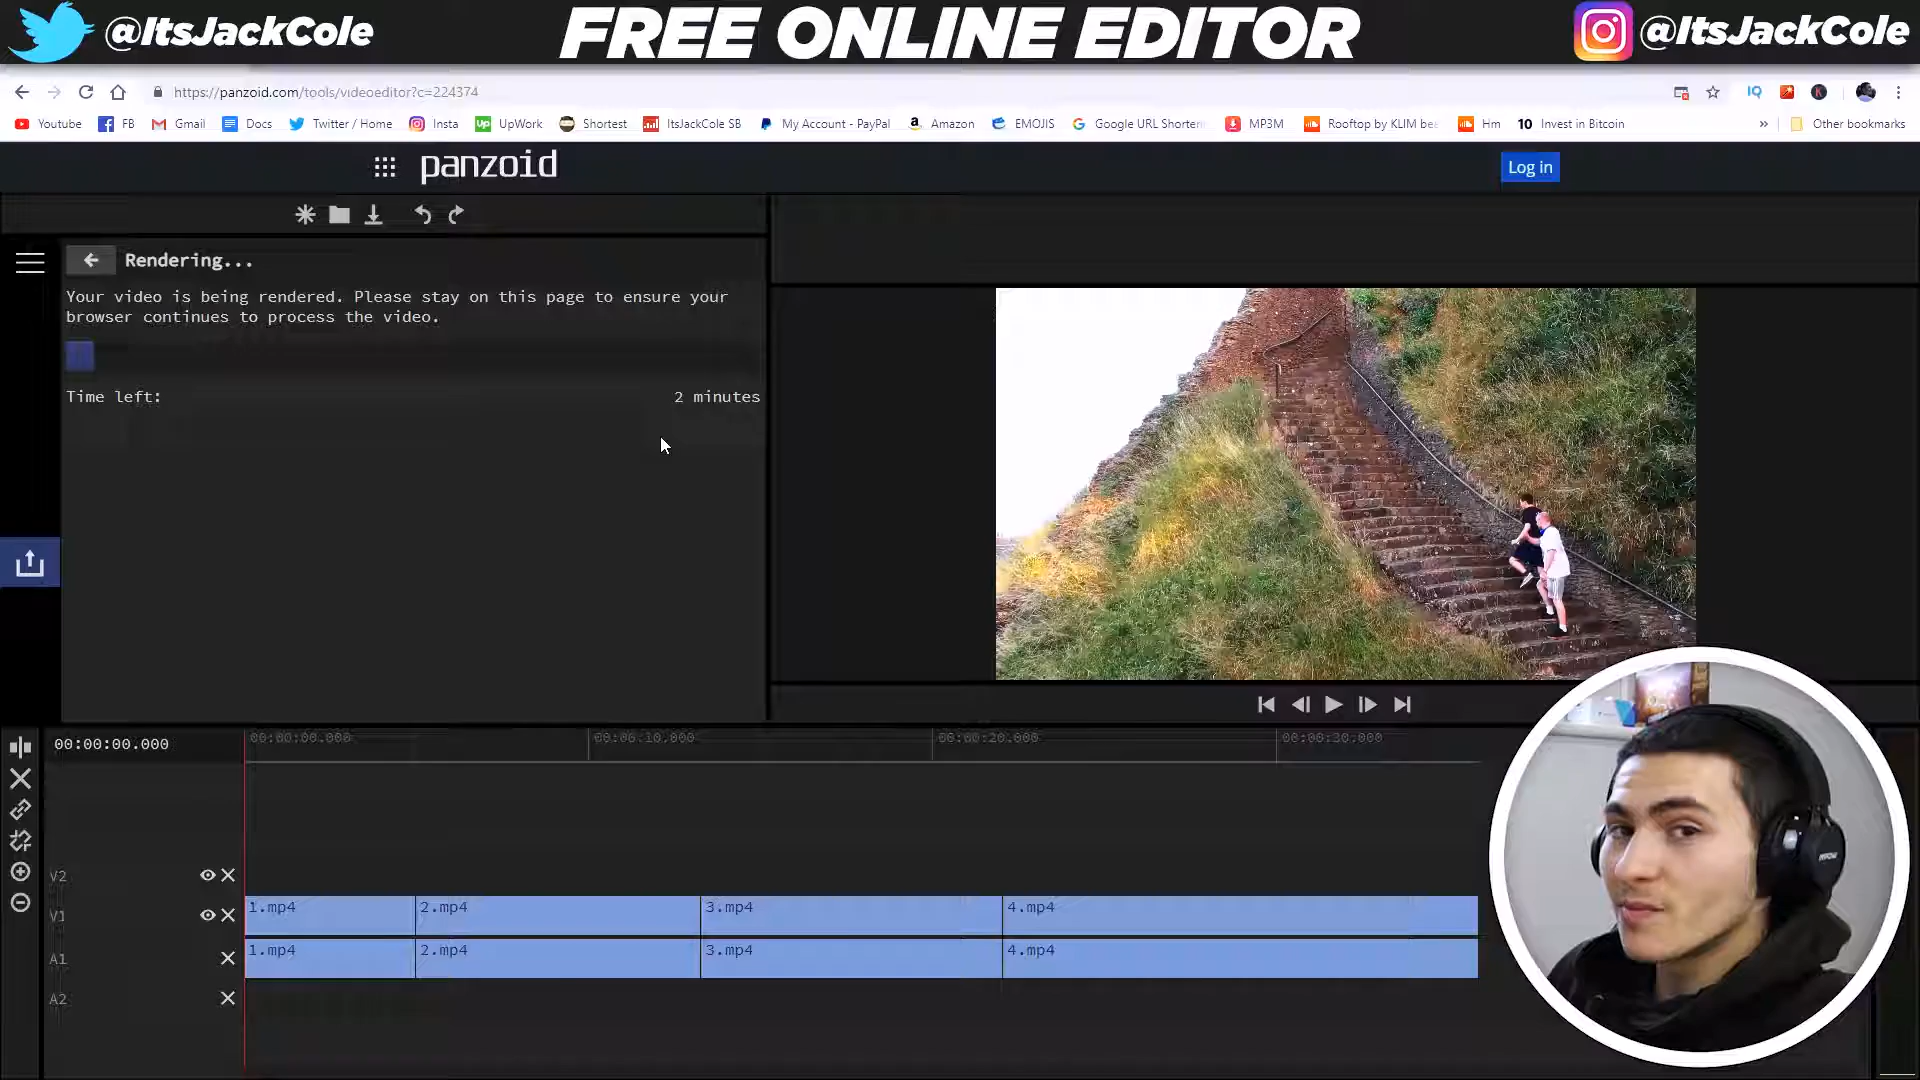 @ItsJackCole
FREE ONLINE EDITOR
@ItsJackCole
https://panzoid.com/tools/videoeditor?c=224374
IQ
K
Youtube
FB
Gmail
Docs
Twitter / Home
Insta
Up
UpWork
Shortest
ItsJackCole SB
My Account - PayPal
Amazon
EMOJIS
Google URL Shorten
MP3M
Rooftop by KLIM be
Hm
10
Invest in Bitcoin
»
Other bookmarks
panzoid
Log in
Rendering...
Your video is being rendered. Please stay on this page to ensure your
browser continues to process the video.
Time left:
2 minutes
00:00:00.000
00:00:00.000
00:00:10.000
00:00:20.000
00:00:30.000
V2
V1
1.mp4
2.mp4
3.mp4
4.mp4
A1
1.mp4
2.mp4
3.mp4
4.mp4
A2